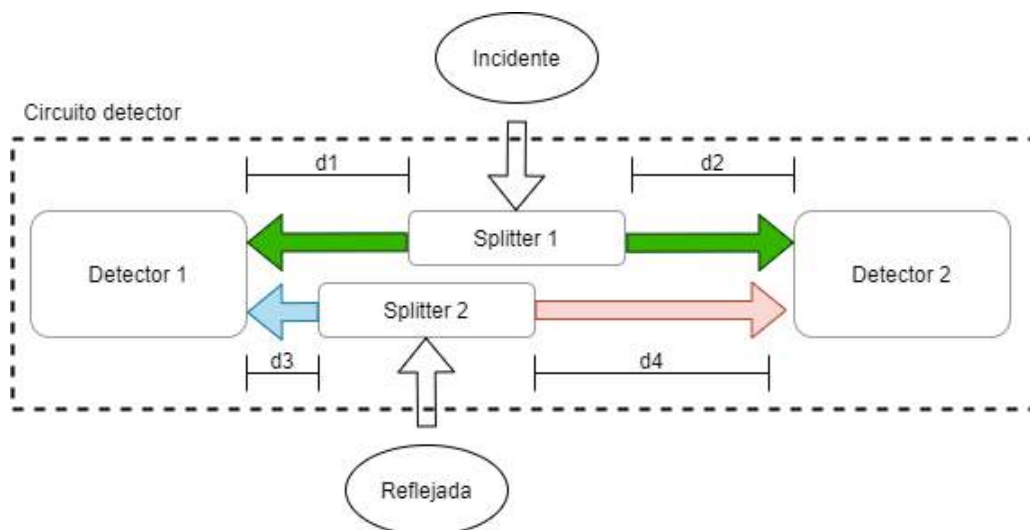 Incidente
Circuito detector
d1
d2
Splitter 1
Detector 1
Detector 2
Splitter 2
d3
d4
Reflejada